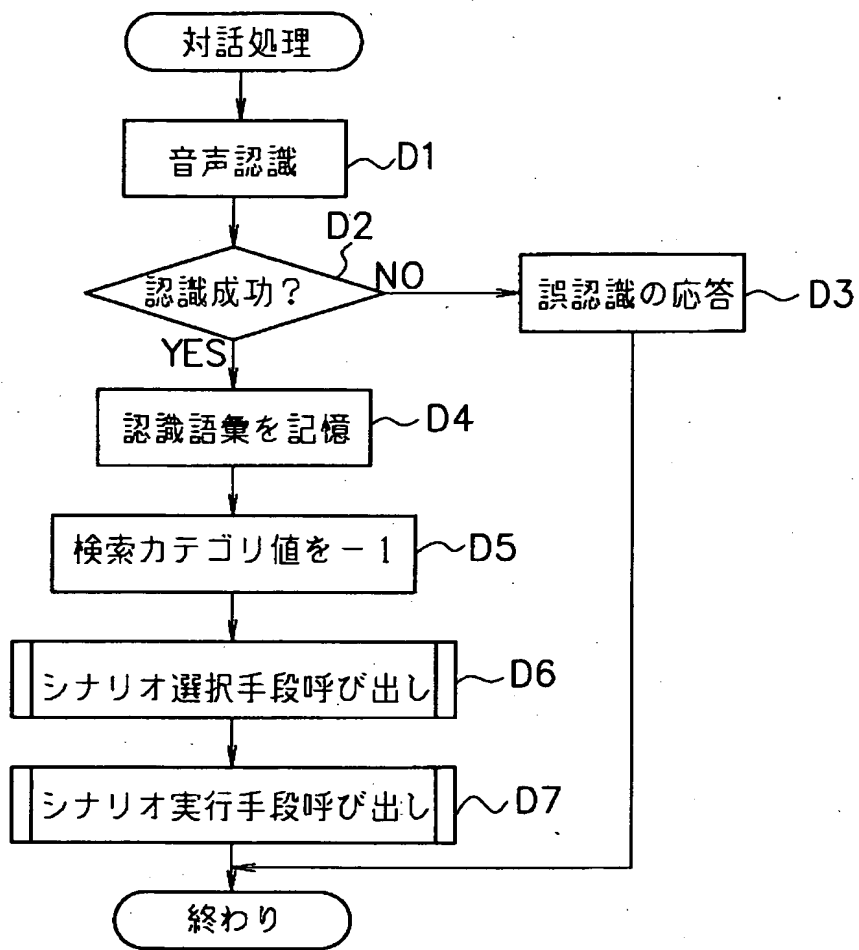 対話処理
音声認識
D1
D2
認識成功?
NO
YES
誤認識の応答
D3
認識語彙を記憶
D4
検索カテゴリ値を-1
D5
シナリオ選択手段呼び出し
D6
シナリオ実行手段呼び出し
D7
終わり